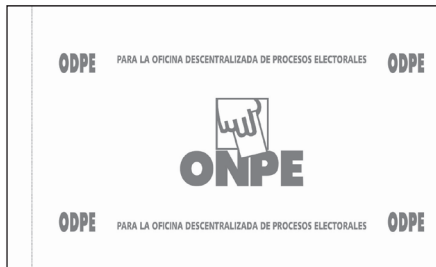 ODPE PARA LA OFICINA DESCENTRALIZADA DE PROCESOS ELECTORALES ODPE
ONPE
ODPE PARA LA OFICINA DESCENTRALIZADA DE PROCESOS ELECTORALES ODPE